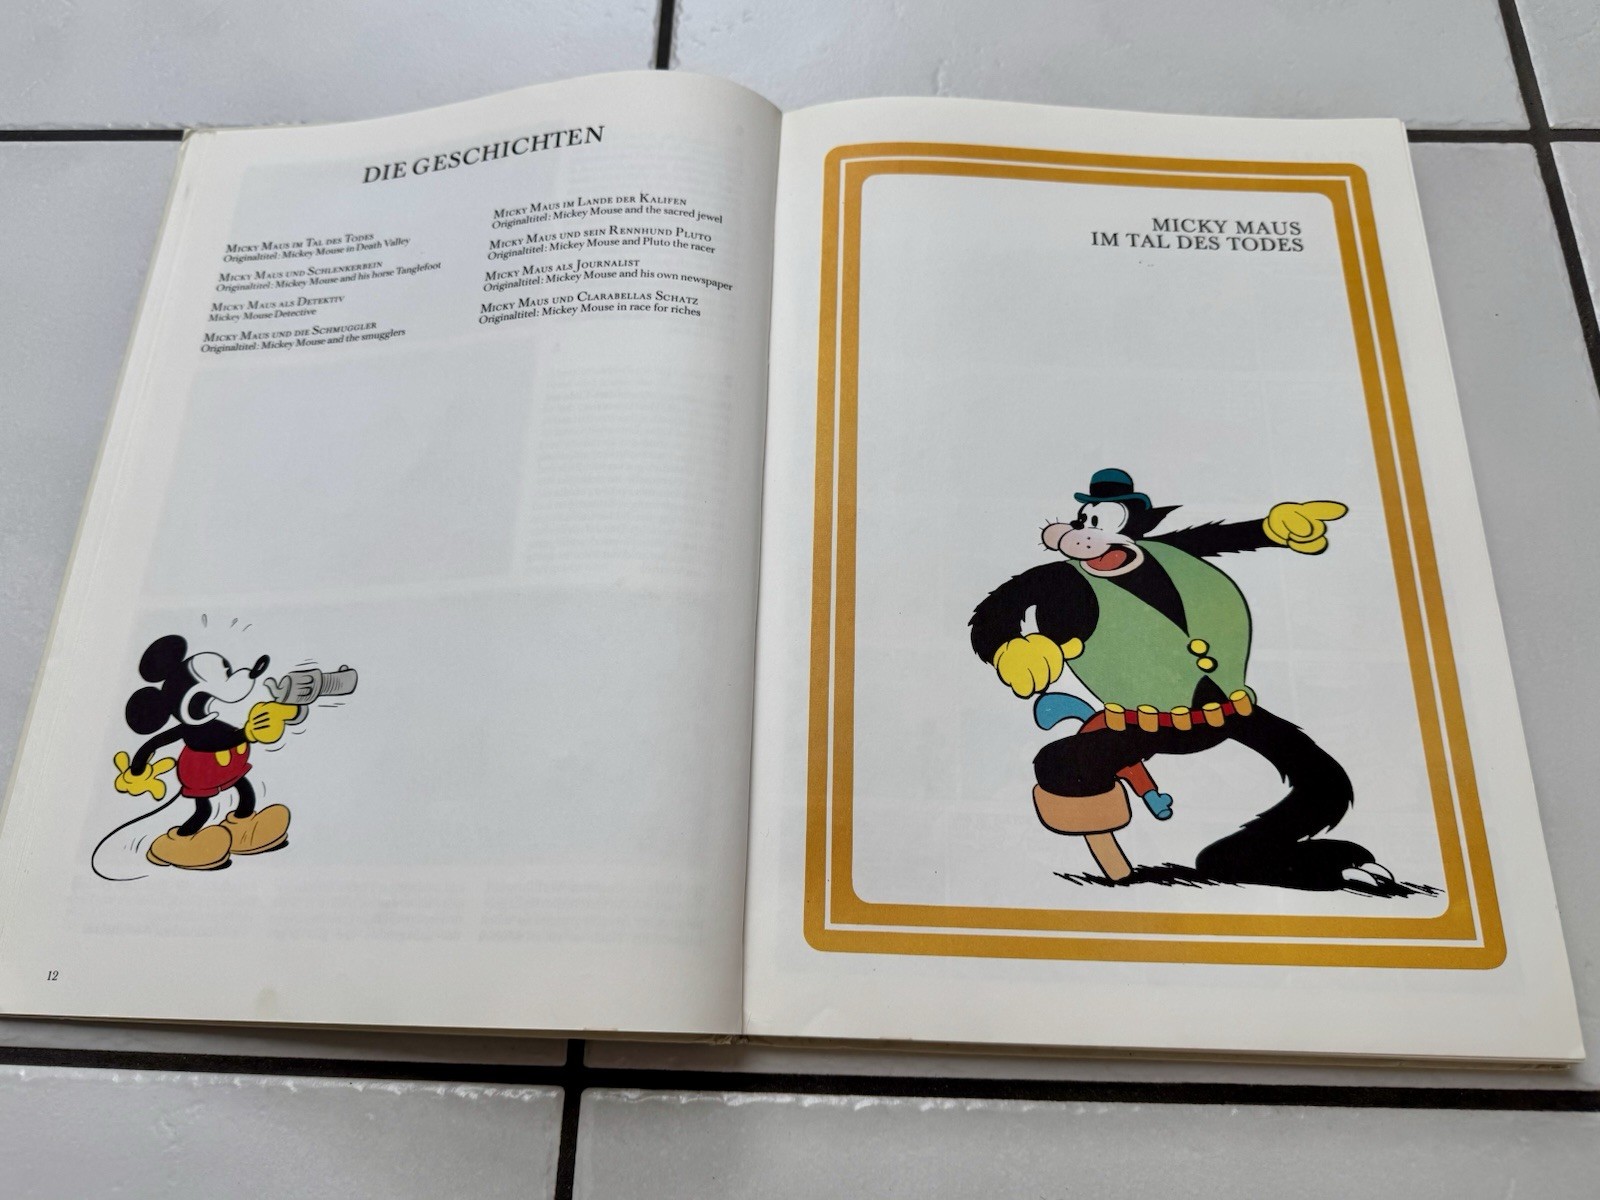 DIE GESCHICHTEN
MICKY MAUS IM TAL DES TODES
Originaltitel: Mickey Mouse in Death Valley
MICKY MAUS UND SCHLENKERBEIN
Originaltitel: Mickey Mouse and his horse Tanglefoot
MICKY MAUS ALS DETEKTIV
Mickey Mouse Detective
MICKY MAUS UND DIE SCHMUGGLER
Originaltitel: Mickey Mouse and the smugglers
MICKY MAUS IM LANDE DER KALIFEN
Originaltitel: Mickey Mouse and the sacred jewel
MICKY MAUS UND SEIN RENNHUND PLUTO
Originaltitel: Mickey Mouse and Pluto the racer
MICKY MAUS ALS JOURNALIST
Originaltitel: Mickey Mouse and his own newspaper
MICKY MAUS UND CLARABELLAS SCHATZ
Originaltitel: Mickey Mouse in race for riches
12
MICKY MAUS
IM TAL DES TODES